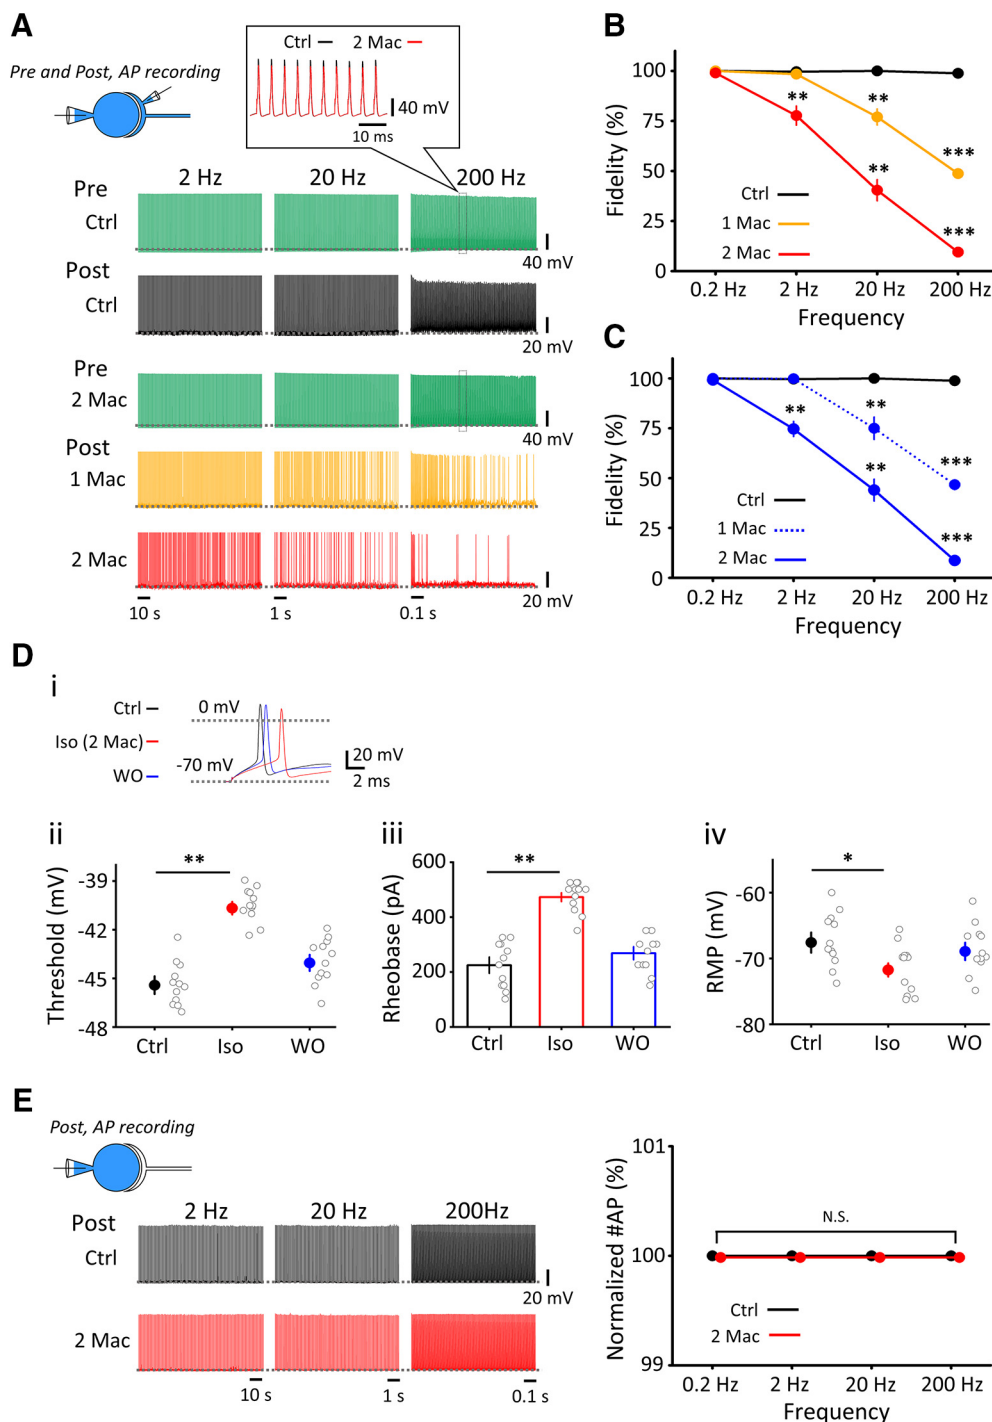 A
Pre and Post, AP recording
Ctrl 2 Mac
40 mV
10 ms
2 Hz 20 Hz 200 Hz
Pre
Ctrl
40 mV
Post
Ctrl
20 mV
Pre
2 Mac
40 mV
Post
1 Mac
2 Mac
20 mV
10 s 1 s 0.1 s
B
Fidelity (%)
100
75
50
25
0
** **
***
**
***
Ctrl
1 Mac
2 Mac
0.2 Hz 2 Hz 20 Hz 200 Hz
Frequency
C
Fidelity (%)
100
75
50
25
0
** **
***
**
***
Ctrl
1 Mac
2 Mac
0.2 Hz 2 Hz 20 Hz 200 Hz
Frequency
D
i
Ctrl
Iso (2 Mac)
WO
0 mV
-70 mV
20 mV
2 ms
ii
Threshold (mV)
-39
-42
-45
-48
**
Ctrl Iso WO
iii
Rheobase (pA)
600
400
200
0
**
Ctrl Iso WO
iv
RMP (mV)
-60
-70
-80
*
Ctrl Iso WO
E
Post, AP recording
2 Hz 20 Hz 200Hz
Post
Ctrl
20 mV
2 Mac
10 s 1 s 0.1 s
Normalized #AP (%)
101
100
99
N.S.
Ctrl
2 Mac
0.2 Hz 2 Hz 20 Hz 200 Hz
Frequency